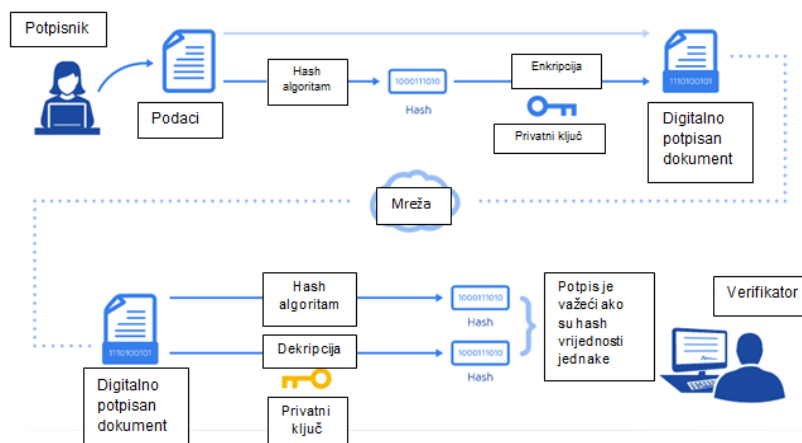 Potpisnik
Podaci
Hash
algoritam
1000111010
Hash
Enkripcija
Privatni ključ
1110100101
Digitalno
potpisan
dokument
Mreža
1110100101
Digitalno
potpisan
dokument
Hash
algoritam
1000111010
Hash
Dekripcija
Privatni
ključ
1000111010
Hash
Potpis je
važeći ako
su hash
vrijednosti
jednake
Verifikator